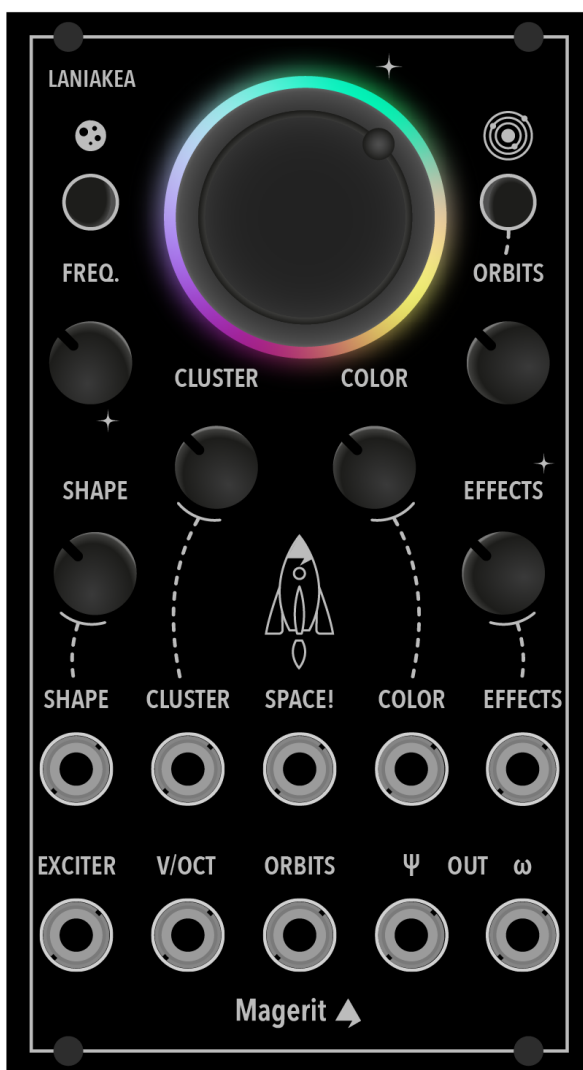 LANIAKEA
FREQ.
ORBITS
CLUSTER COLOR
SHAPE EFFECTS
SHAPE CLUSTER SPACE! COLOR EFFECTS
EXCITER V/OCT ORBITS Ψ OUT ω
Magerit